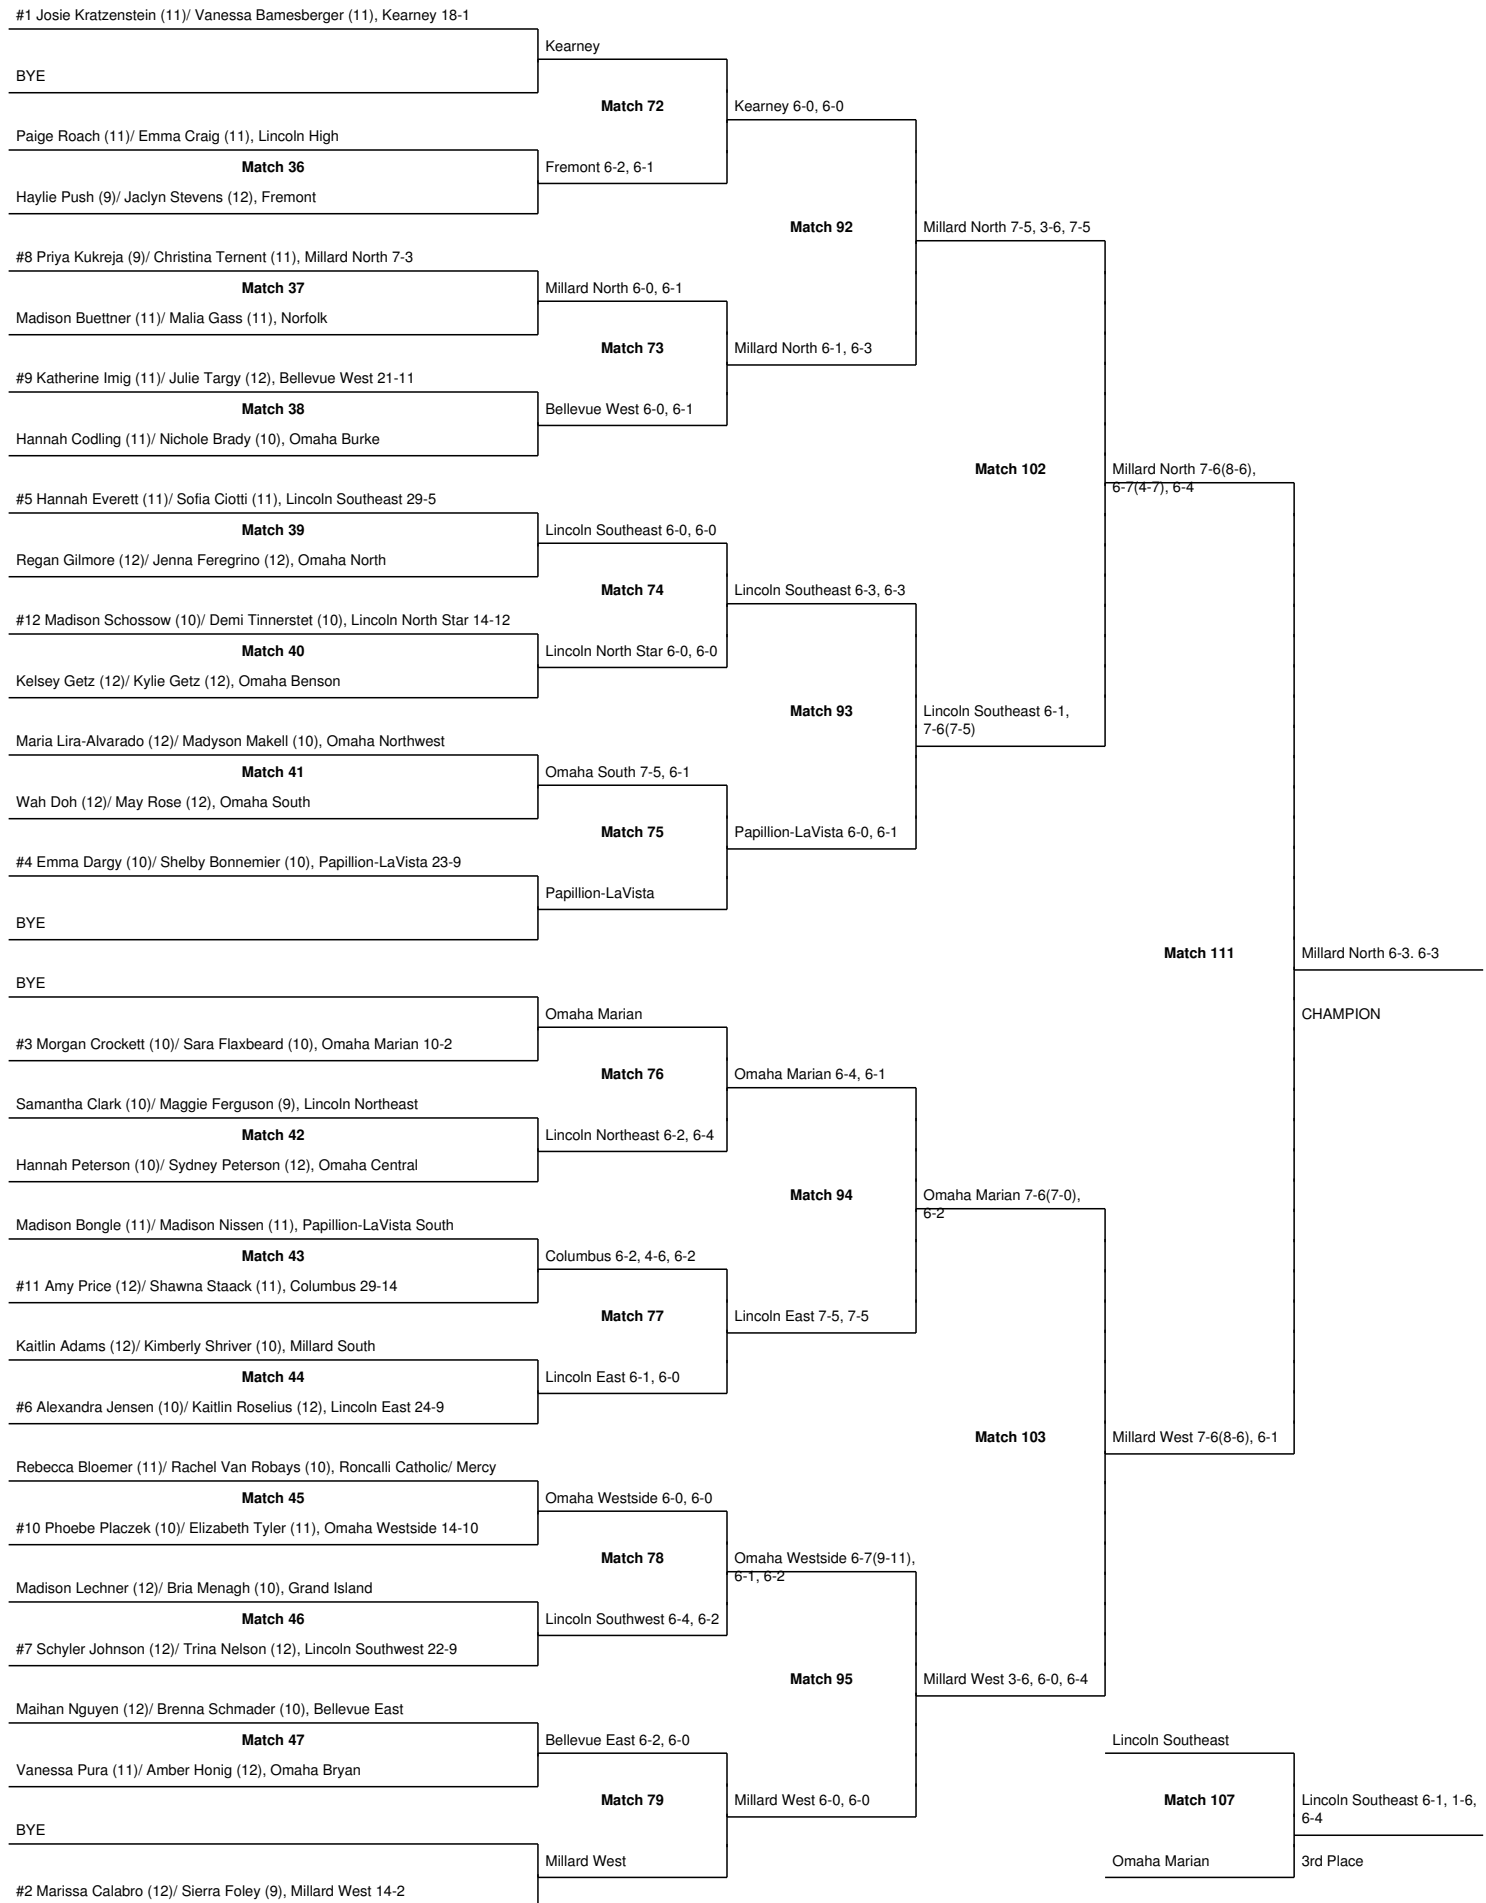 #1 Josie Kratzenstein (11)/ Vanessa Bamesberger (11), Kearney 18-1
Kearney
BYE
Match 72
Kearney 6-0, 6-0
Paige Roach (11)/ Emma Craig (11), Lincoln High
Match 36
Fremont 6-2, 6-1
Haylie Push (9)/ Jaclyn Stevens (12), Fremont
Match 92
Millard North 7-5, 3-6, 7-5
#8 Priya Kukreja (9)/ Christina Ternent (11), Millard North 7-3
Match 37
Millard North 6-0, 6-1
Madison Buettner (11)/ Malia Gass (11), Norfolk
Match 73
Millard North 6-1, 6-3
#9 Katherine Imig (11)/ Julie Targy (12), Bellevue West 21-11
Match 38
Bellevue West 6-0, 6-1
Hannah Codling (11)/ Nichole Brady (10), Omaha Burke
Match 102
Millard North 7-6(8-6),
6-7(4-7), 6-4
#5 Hannah Everett (11)/ Sofia Ciotti (11), Lincoln Southeast 29-5
Match 39
Lincoln Southeast 6-0, 6-0
Regan Gilmore (12)/ Jenna Feregrino (12), Omaha North
Match 74
Lincoln Southeast 6-3, 6-3
#12 Madison Schossow (10)/ Demi Tinnerstet (10), Lincoln North Star 14-12
Match 40
Lincoln North Star 6-0, 6-0
Kelsey Getz (12)/ Kylie Getz (12), Omaha Benson
Match 93
Lincoln Southeast 6-1,
7-6(7-5)
Maria Lira-Alvarado (12)/ Madyson Makell (10), Omaha Northwest
Match 41
Omaha South 7-5, 6-1
Wah Doh (12)/ May Rose (12), Omaha South
Match 75
Papillion-LaVista 6-0, 6-1
#4 Emma Dargy (10)/ Shelby Bonnemier (10), Papillion-LaVista 23-9
Papillion-LaVista
BYE
Match 111
Millard North 6-3. 6-3
BYE
Omaha Marian
CHAMPION
#3 Morgan Crockett (10)/ Sara Flaxbeard (10), Omaha Marian 10-2
Match 76
Omaha Marian 6-4, 6-1
Samantha Clark (10)/ Maggie Ferguson (9), Lincoln Northeast
Match 42
Lincoln Northeast 6-2, 6-4
Hannah Peterson (10)/ Sydney Peterson (12), Omaha Central
Match 94
Omaha Marian 7-6(7-0),
6-2
Madison Bongle (11)/ Madison Nissen (11), Papillion-LaVista South
Match 43
Columbus 6-2, 4-6, 6-2
#11 Amy Price (12)/ Shawna Staack (11), Columbus 29-14
Match 77
Lincoln East 7-5, 7-5
Kaitlin Adams (12)/ Kimberly Shriver (10), Millard South
Match 44
Lincoln East 6-1, 6-0
#6 Alexandra Jensen (10)/ Kaitlin Roselius (12), Lincoln East 24-9
Match 103
Millard West 7-6(8-6), 6-1
Rebecca Bloemer (11)/ Rachel Van Robays (10), Roncalli Catholic/ Mercy
Match 45
Omaha Westside 6-0, 6-0
#10 Phoebe Placzek (10)/ Elizabeth Tyler (11), Omaha Westside 14-10
Match 78
Omaha Westside 6-7(9-11),
6-1, 6-2
Madison Lechner (12)/ Bria Menagh (10), Grand Island
Match 46
Lincoln Southwest 6-4, 6-2
#7 Schyler Johnson (12)/ Trina Nelson (12), Lincoln Southwest 22-9
Match 95
Millard West 3-6, 6-0, 6-4
Maihan Nguyen (12)/ Brenna Schmader (10), Bellevue East
Match 47
Bellevue East 6-2, 6-0
Lincoln Southeast
Vanessa Pura (11)/ Amber Honig (12), Omaha Bryan
Match 79
Millard West 6-0, 6-0
Match 107
Lincoln Southeast 6-1, 1-6,
6-4
BYE
Millard West
Omaha Marian
3rd Place
#2 Marissa Calabro (12)/ Sierra Foley (9), Millard West 14-2